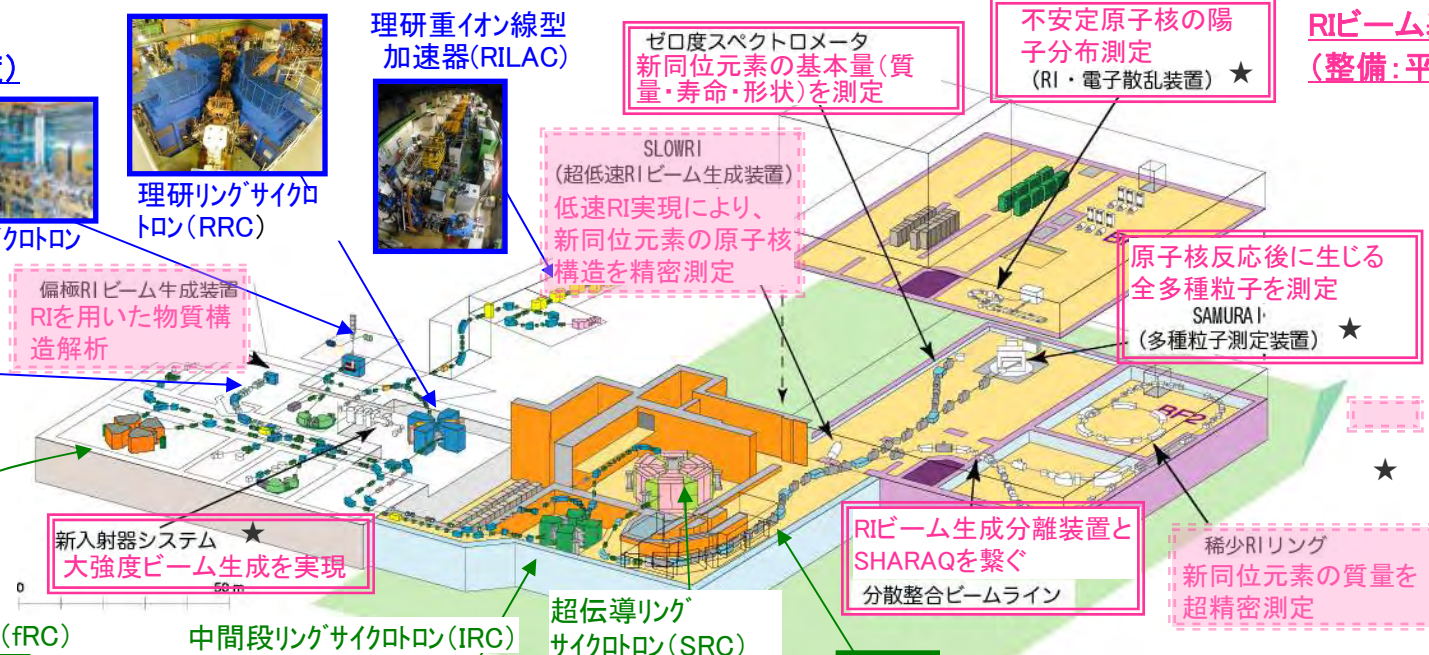 理研重イオン線型
加速器(RILAC)
理研リングサイクロ
トロン(RRC)
クロトロン
ゼロ度スペクトロメータ
新同位元素の基本量(質
量・寿命・形状)を測定
不安定原子核の陽
子分布測定
(RI・電子散乱装置) ★
RIビーム
(整備:平
SLOWRI
(超低速RIビーム生成装置)
低速RI実現により、
新同位元素の原子核
構造を精密測定
偏極RIビーム生成装置
RIを用いた物質構
造解析
原子核反応後に生じる
全多種粒子を測定
SAMURAI
(多種粒子測定装置) ★
RF2
★
新入射器システム ★
大強度ビーム生成を実現
0 50 m
RIビーム生成分離装置と
SHARAQを繋ぐ
分散整合ビームライン
稀少RIリング
新同位元素の質量を
超精密測定
(fRC)
中間段リングサイクロトロン(IRC)
超伝導リング
サイクロトロン(SRC)